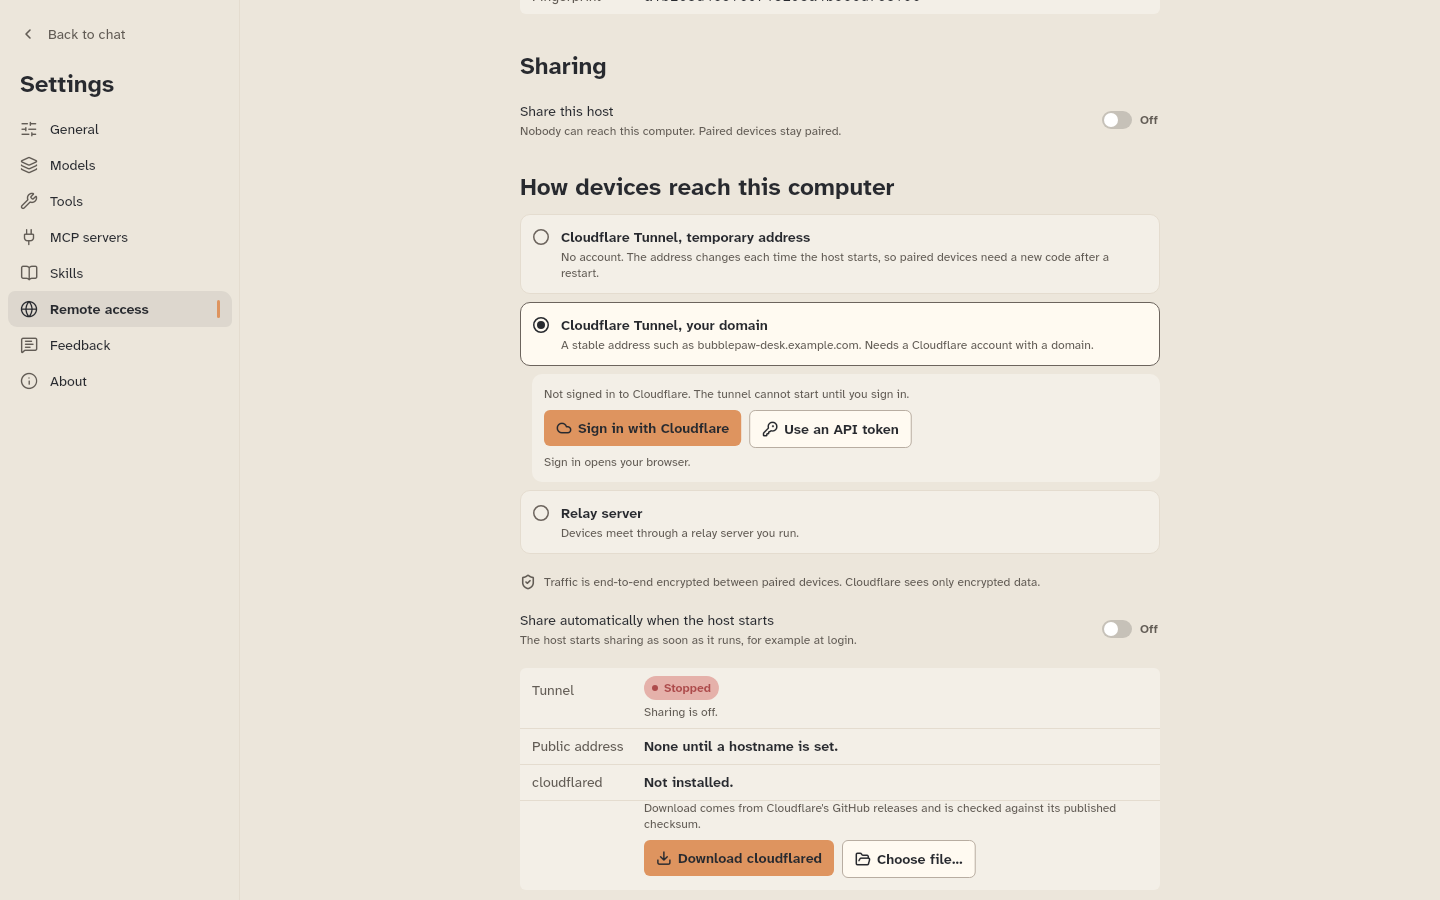 Back to chat
Settings
General
Models
Tools
MCP servers
Skills
Remote access
Feedback
About
Sharing
Share this host
Nobody can reach this computer. Paired devices stay paired.
Off
How devices reach this computer
Cloudflare Tunnel, temporary address
No account. The address changes each time the host starts, so paired devices need a new code after a
restart.
Cloudflare Tunnel, your domain
A stable address such as bubblepaw-desk.example.com. Needs a Cloudflare account with a domain.
Not signed in to Cloudflare. The tunnel cannot start until you sign in.
Sign in with Cloudflare
Use an API token
Sign in opens your browser.
Relay server
Devices meet through a relay server you run.
Traffic is end-to-end encrypted between paired devices. Cloudflare sees only encrypted data.
Share automatically when the host starts
The host starts sharing as soon as it runs, for example at login.
Off
Tunnel
Stopped
Sharing is off.
Public address
None until a hostname is set.
cloudflared
Not installed.
Download comes from Cloudflare's GitHub releases and is checked against its published
checksum.
Download cloudflared
Choose file...